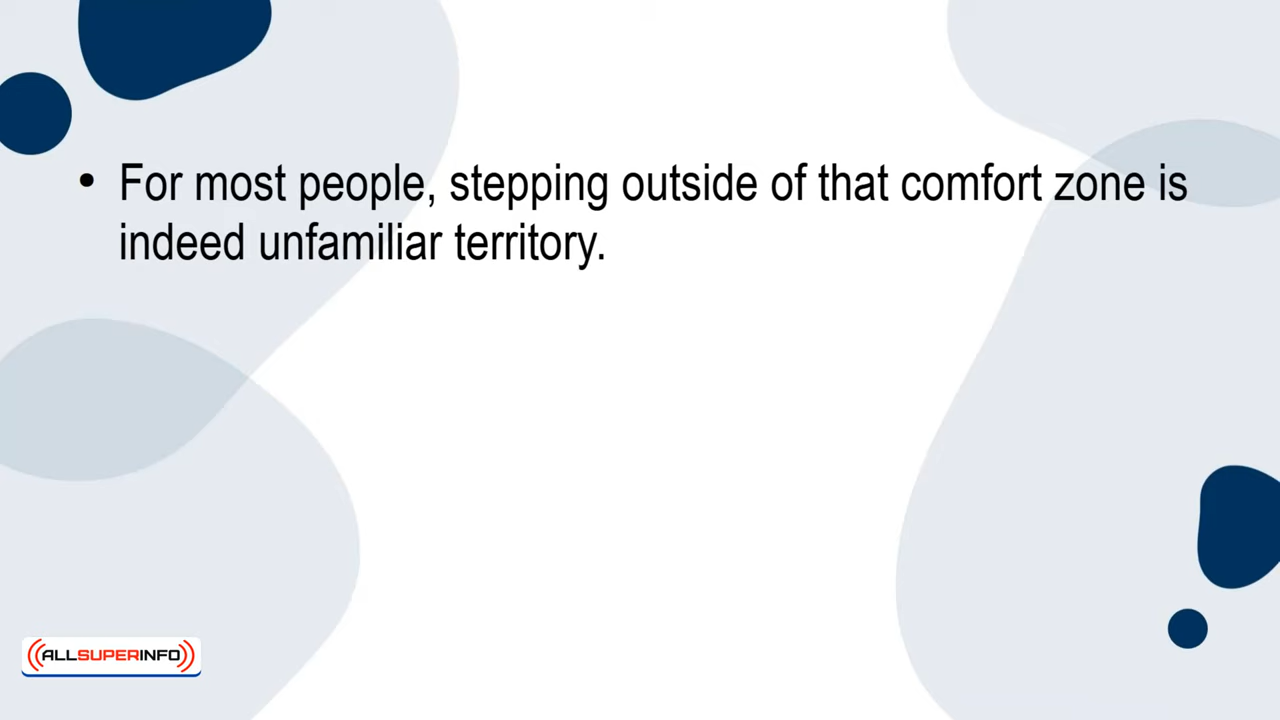 • For most people, stepping outside of that comfort zone is
indeed unfamiliar territory.
ALLSUPERINFO